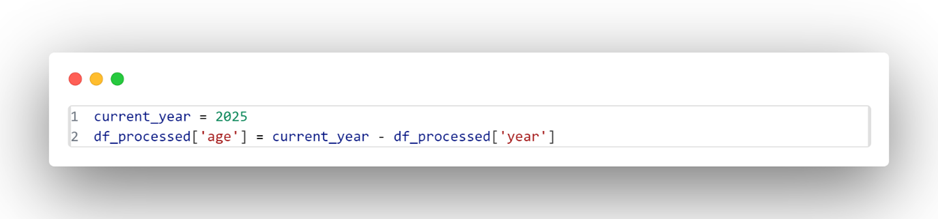 1 current_year = 2025
2 df_processed['age'] = current_year - df_processed['year']